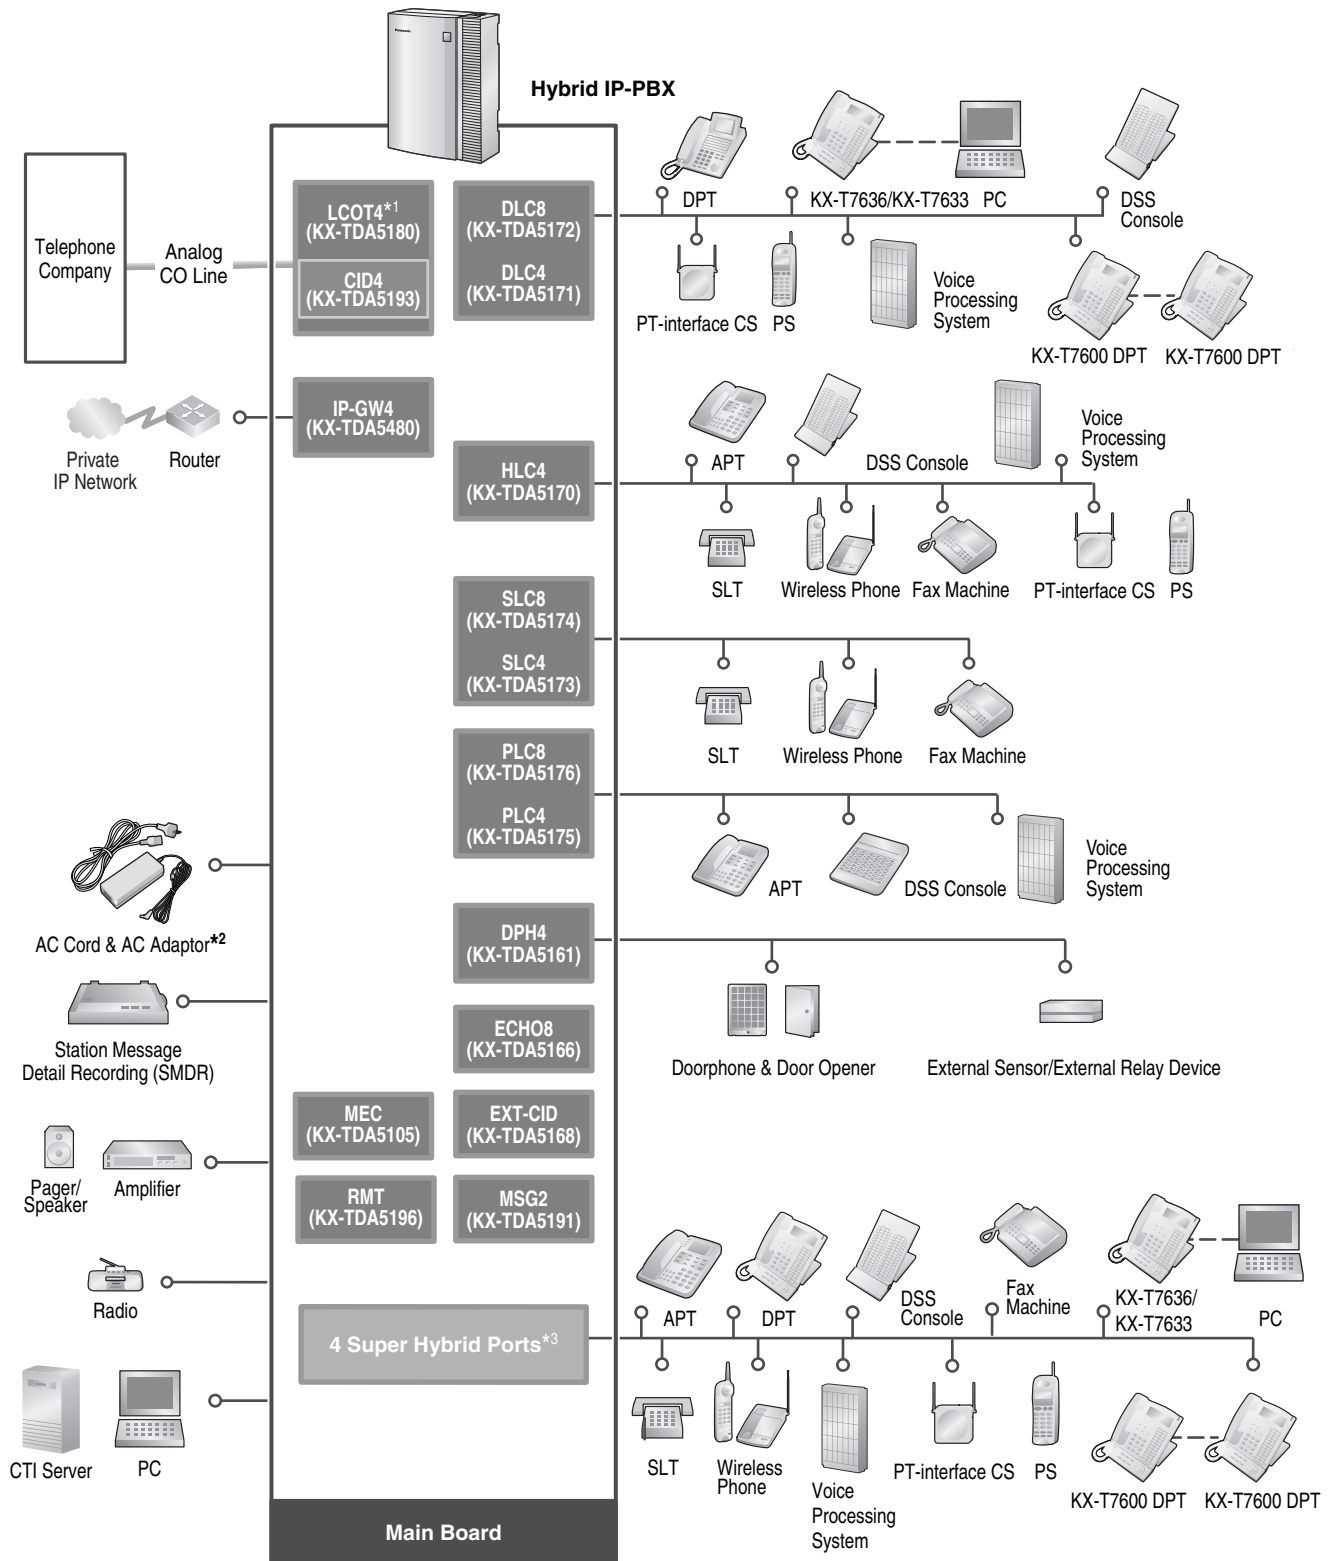 Panasonic
Hybrid IP-PBX
Telephone
Company
Analog
CO Line
LCOT4*1
(KX-TDA5180)
CID4
(KX-TDA5193)
DLC8
(KX-TDA5172)
DLC4
(KX-TDA5171)
DPT
KX-T7636/KX-T7633
PC
DSS
Console
PT-interface CS
PS
Voice
Processing
System
KX-T7600 DPT
KX-T7600 DPT
Private
IP Network
Router
IP-GW4
(KX-TDA5480)
HLC4
(KX-TDA5170)
APT
DSS Console
Voice
Processing
System
SLT
Wireless Phone
Fax Machine
PT-interface CS
PS
SLC8
(KX-TDA5174)
SLC4
(KX-TDA5173)
SLT
Wireless Phone
Fax Machine
PLC8
(KX-TDA5176)
PLC4
(KX-TDA5175)
APT
DSS Console
Voice
Processing
System
AC Cord & AC Adaptor*2
DPH4
(KX-TDA5161)
Doorphone & Door Opener
External Sensor/External Relay Device
Station Message
Detail Recording (SMDR)
ECHO8
(KX-TDA5166)
MEC
(KX-TDA5105)
EXT-CID
(KX-TDA5168)
Pager/
Speaker
Amplifier
RMT
(KX-TDA5196)
MSG2
(KX-TDA5191)
Radio
4 Super Hybrid Ports*3
APT
DPT
DSS
Console
Fax
Machine
KX-T7636/
KX-T7633
PC
SLT
Wireless
Phone
Voice
Processing
System
PT-interface CS
PS
KX-T7600 DPT
KX-T7600 DPT
CTI Server
PC
Main Board